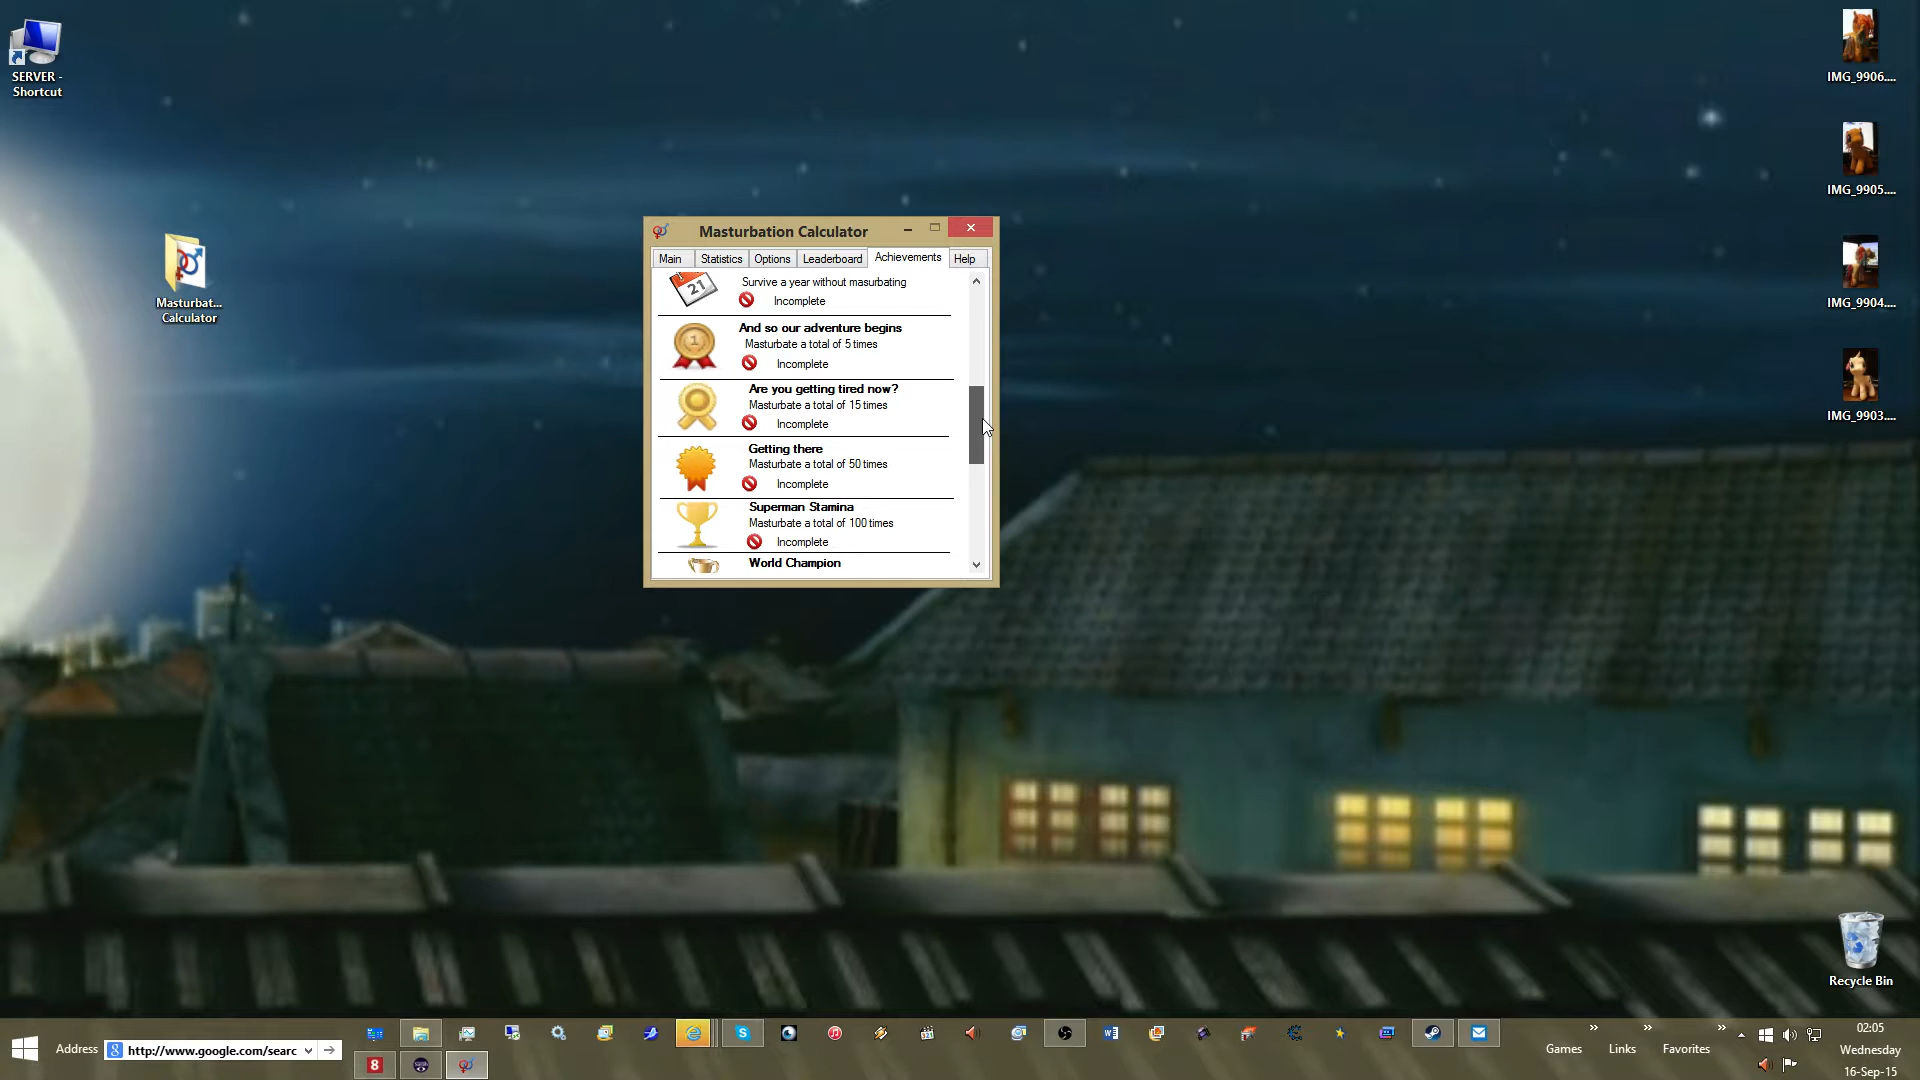 SERVER -
Shortcut
Masturbat...
Calculator
Masturbation Calculator
Main
Statistics
Options
Leaderboard
Achievements
Help
21
Survive a year without masurbating
Incomplete
1
And so our adventure begins
Masturbate a total of 5 times
Incomplete
Are you getting tired now?
Masturbate a total of 15 times
Incomplete
Getting there
Masturbate a total of 50 times
Incomplete
Superman Stamina
Masturbate a total of 100 times
Incomplete
World Champion
IMG_9906....
IMG_9905....
IMG_9904....
IMG_9903....
Recycle Bin
Address
http://www.google.com/searc
8
Games
Links
Favorites
02:05
Wednesday
16-Sep-15